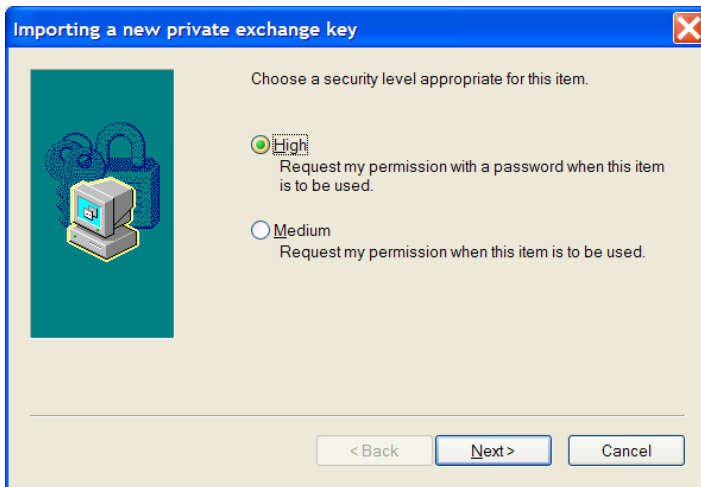 Importing a new private exchange key
Choose a security level appropriate for this item.
High
Request my permission with a password when this item
is to be used.
Medium
Request my permission when this item is to be used.
< Back
Next >
Cancel